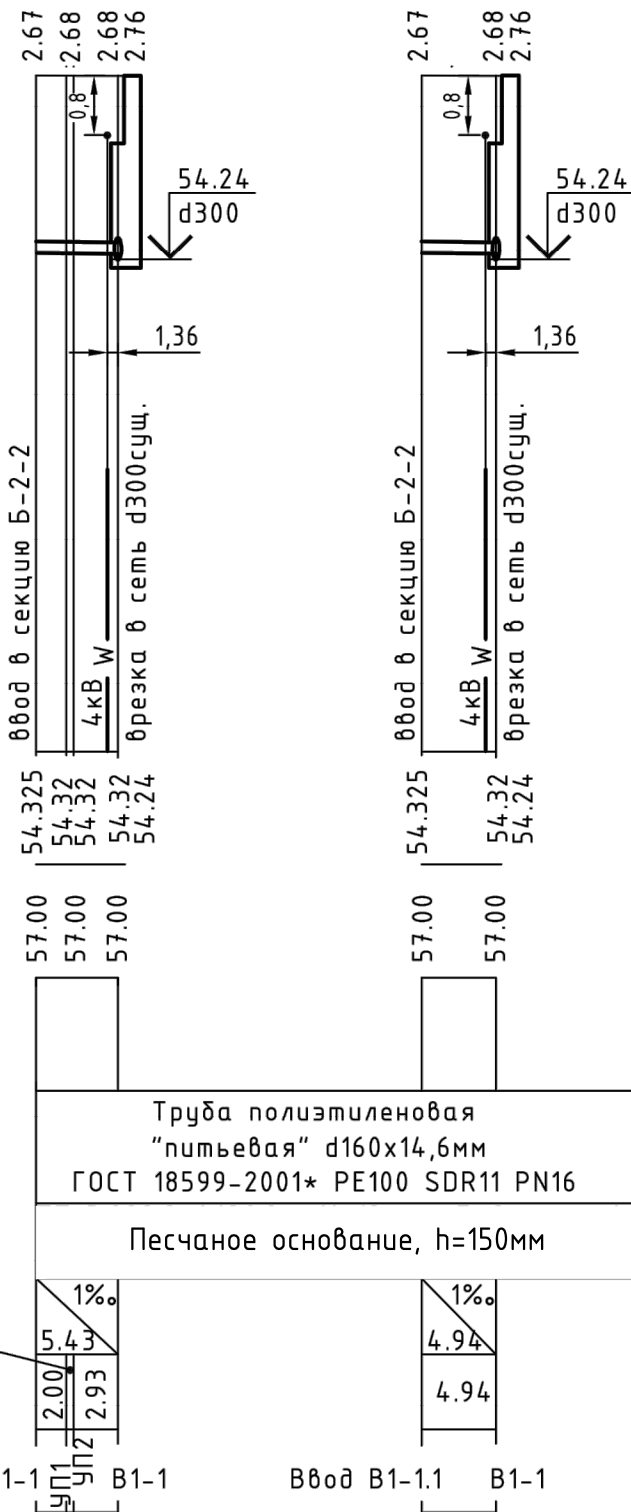 2.67
2.68
2.68
2.76
2.67
2.68
2.76
0,8
0,8
54.24
d300
54.24
d300
1,36
1,36
ввод в секцию Б-2-2
4кВ W
врезка в сеть d300сущ.
ввод в секцию Б-2-2
4кВ W
врезка в сеть d300сущ.
54.325
54.32
54.32
54.32
54.24
54.325
54.32
54.24
57.00
57.00
57.00
57.00
57.00
Труба полиэтиленовая
"питьевая" d160х14,6мм
ГОСТ 18599-2001* PE100 SDR11 PN16
Песчаное основание, h=150мм
1‰
5.43
1‰
4.94
2.00
2.93
4.94
1-1
УП1
УП2
В1-1
Ввод В1-1.1
В1-1